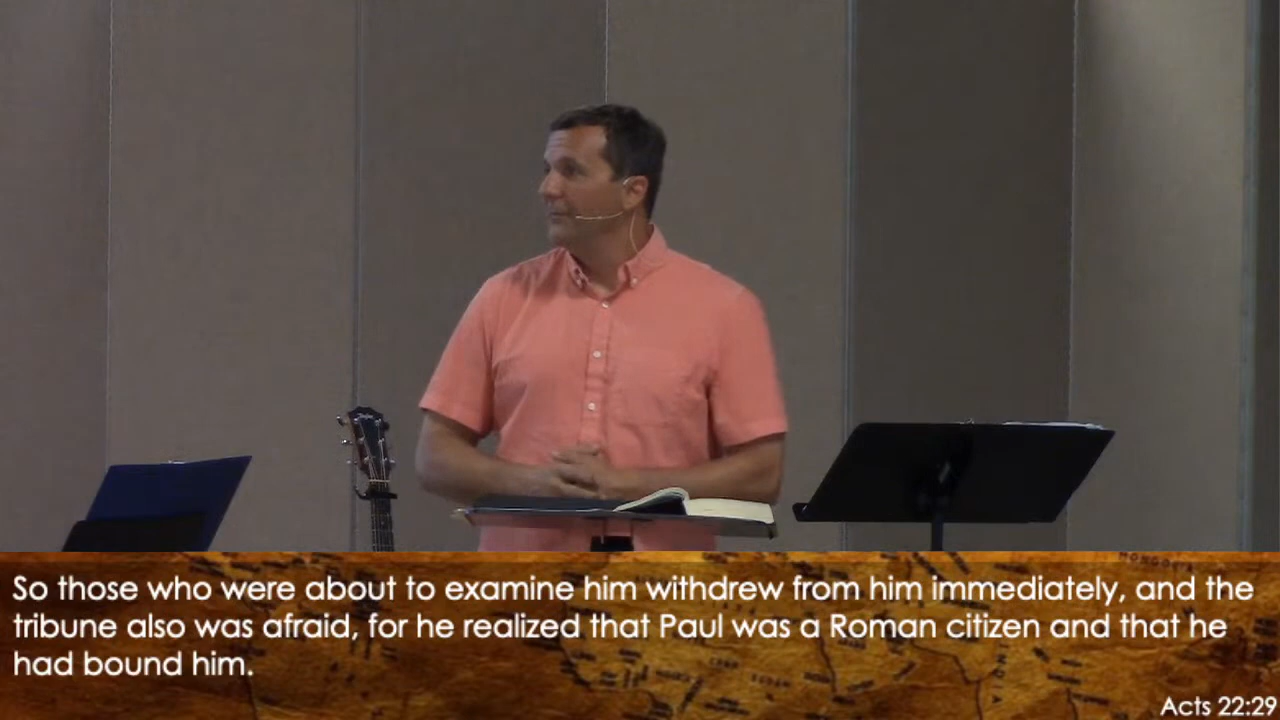 So those who were about to examine him withdrew from him immediately, and the
tribune also was afraid, for he realized that Paul was a Roman citizen and that he
had bound him.
Acts 22:29